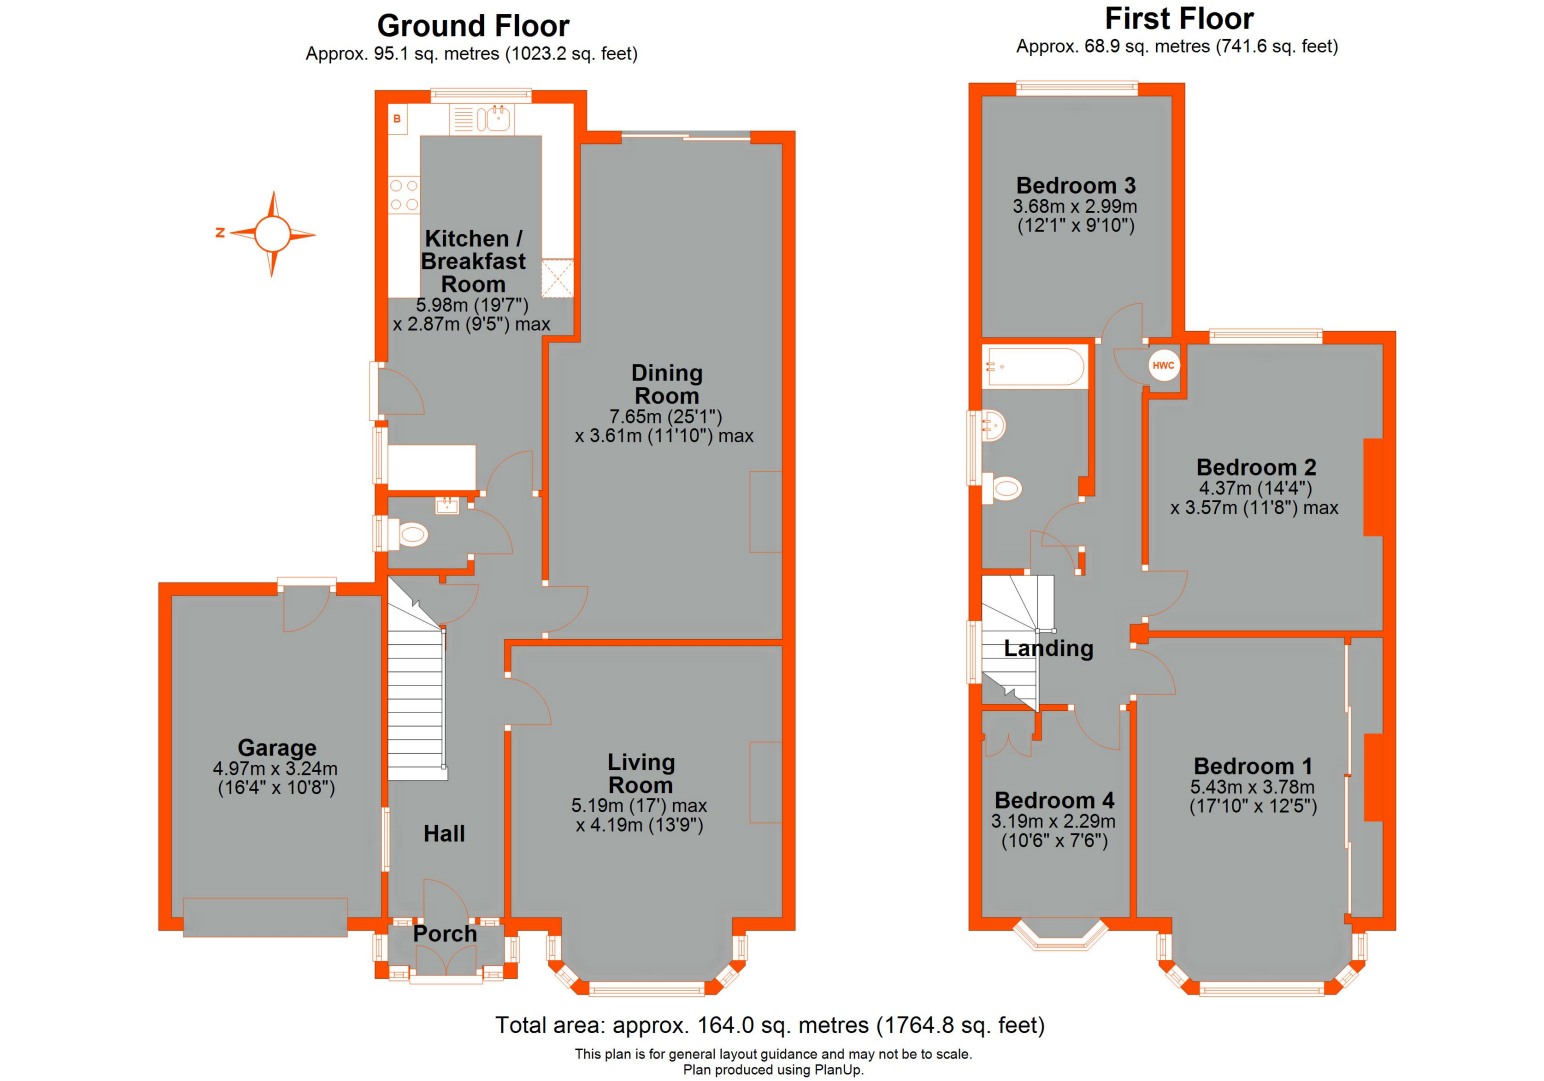 Ground Floor
Approx. 95.1 sq. metres (1023.2 sq. feet)
B
Kitchen /
Breakfast
Room
5.98m (19'7")
x 2.87m (9'5") max
Dining
Room
7.65m (25'1")
x 3.61m (11'10") max
Z
Garage
4.97m x 3.24m
(16'4" x 10'8")
Living
Room
5.19m (17') max
x 4.19m (13'9")
Hall
Porch
First Floor
Approx. 68.9 sq. metres (741.6 sq. feet)
Bedroom 3
3.68m x 2.99m
(12'1" x 9'10")
HWC
Bedroom 2
4.37m (14'4")
x 3.57m (11'8") max
Landing
Bedroom 1
5.43m x 3.78m
(17'10" x 12'5")
Bedroom 4
3.19m x 2.29m
(10'6" x 7'6")
Total area: approx. 164.0 sq. metres (1764.8 sq. feet)
This plan is for general layout guidance and may not be to scale.
Plan produced using PlanUp.